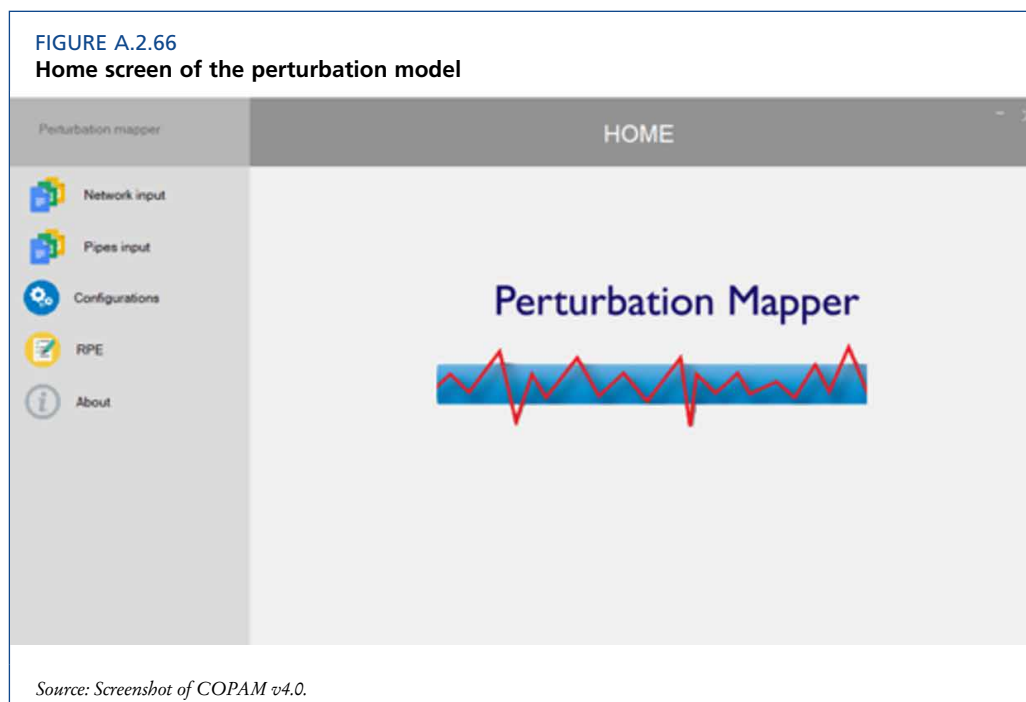 FIGURE A.2.66
Home screen of the perturbation model
Perturbation mapper
HOME
Network input
Pipes input
Configurations
RPE
About
Perturbation Mapper
Source: Screenshot of COPAM v4.0.